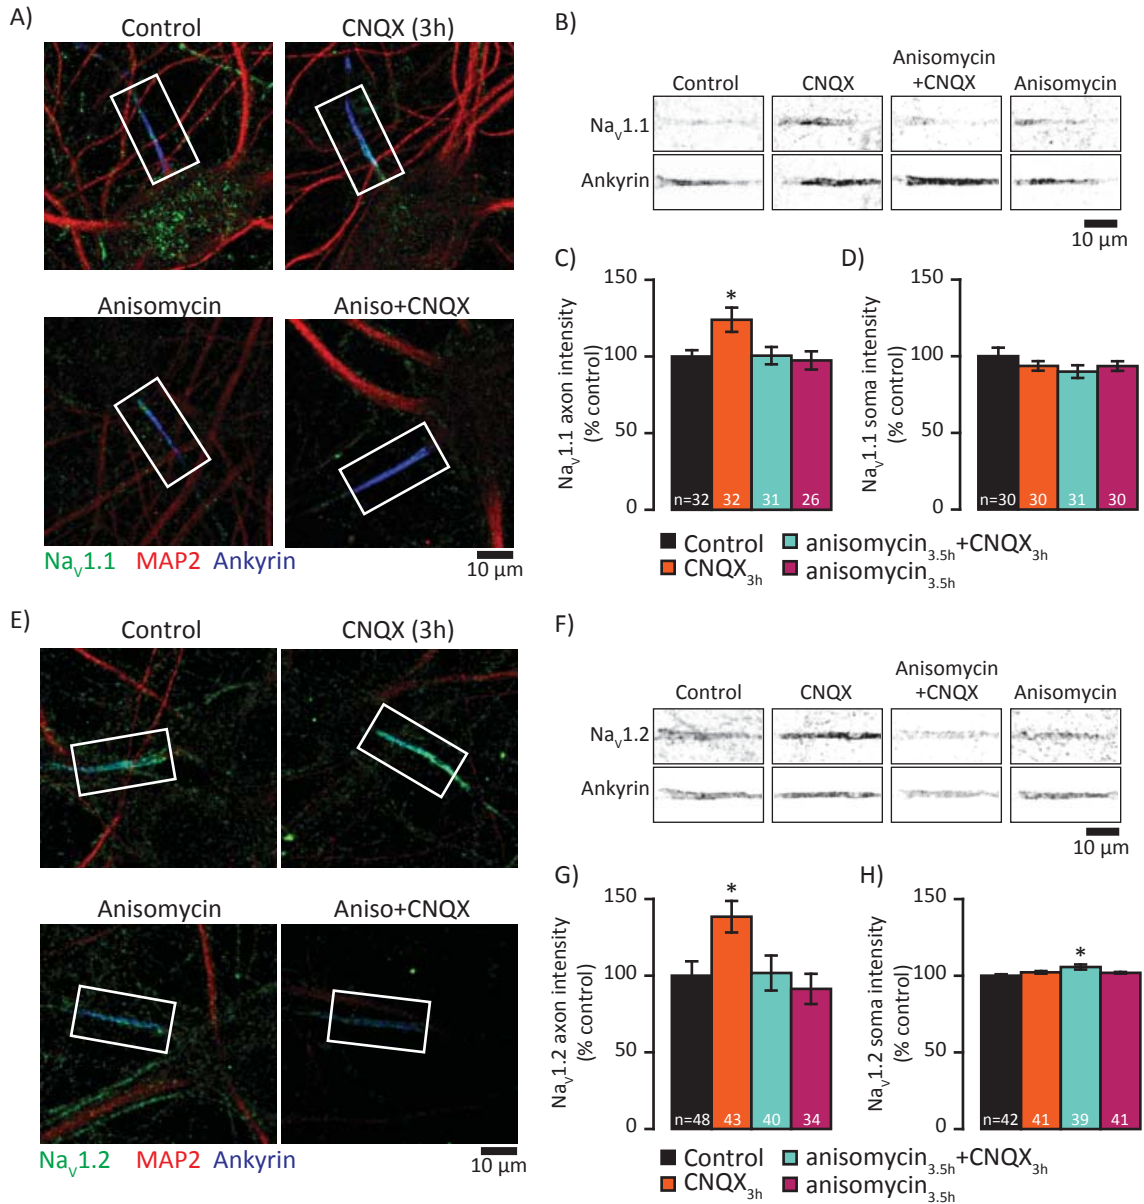 A)
Control
CNQX (3h)
Anisomycin
Aniso+CNQX
Naᵥ1.1 MAP2 Ankyrin
10 µm
B)
Control
CNQX
Anisomycin
+CNQX
Anisomycin
Naᵥ1.1
Ankyrin
10 µm
C)
Naᵥ1.1 axon intensity
(% control)
150
100
50
0
*
n=32 32 31 26
D)
Naᵥ1.1 soma intensity
(% control)
150
100
50
0
n=30 30 31 30
Control
CNQX₃ₕ
anisomycin₃.₅ₕ+CNQX₃ₕ
anisomycin₃.₅ₕ
E)
Control
CNQX (3h)
Anisomycin
Aniso+CNQX
Naᵥ1.2 MAP2 Ankyrin
10 µm
F)
Control
CNQX
Anisomycin
+CNQX
Anisomycin
Naᵥ1.2
Ankyrin
10 µm
G)
Naᵥ1.2 axon intensity
(% control)
150
100
50
0
*
n=48 43 40 34
H)
Naᵥ1.2 soma intensity
(% control)
150
100
50
0
*
n=42 41 39 41
Control
CNQX₃ₕ
anisomycin₃.₅ₕ+CNQX₃ₕ
anisomycin₃.₅ₕ